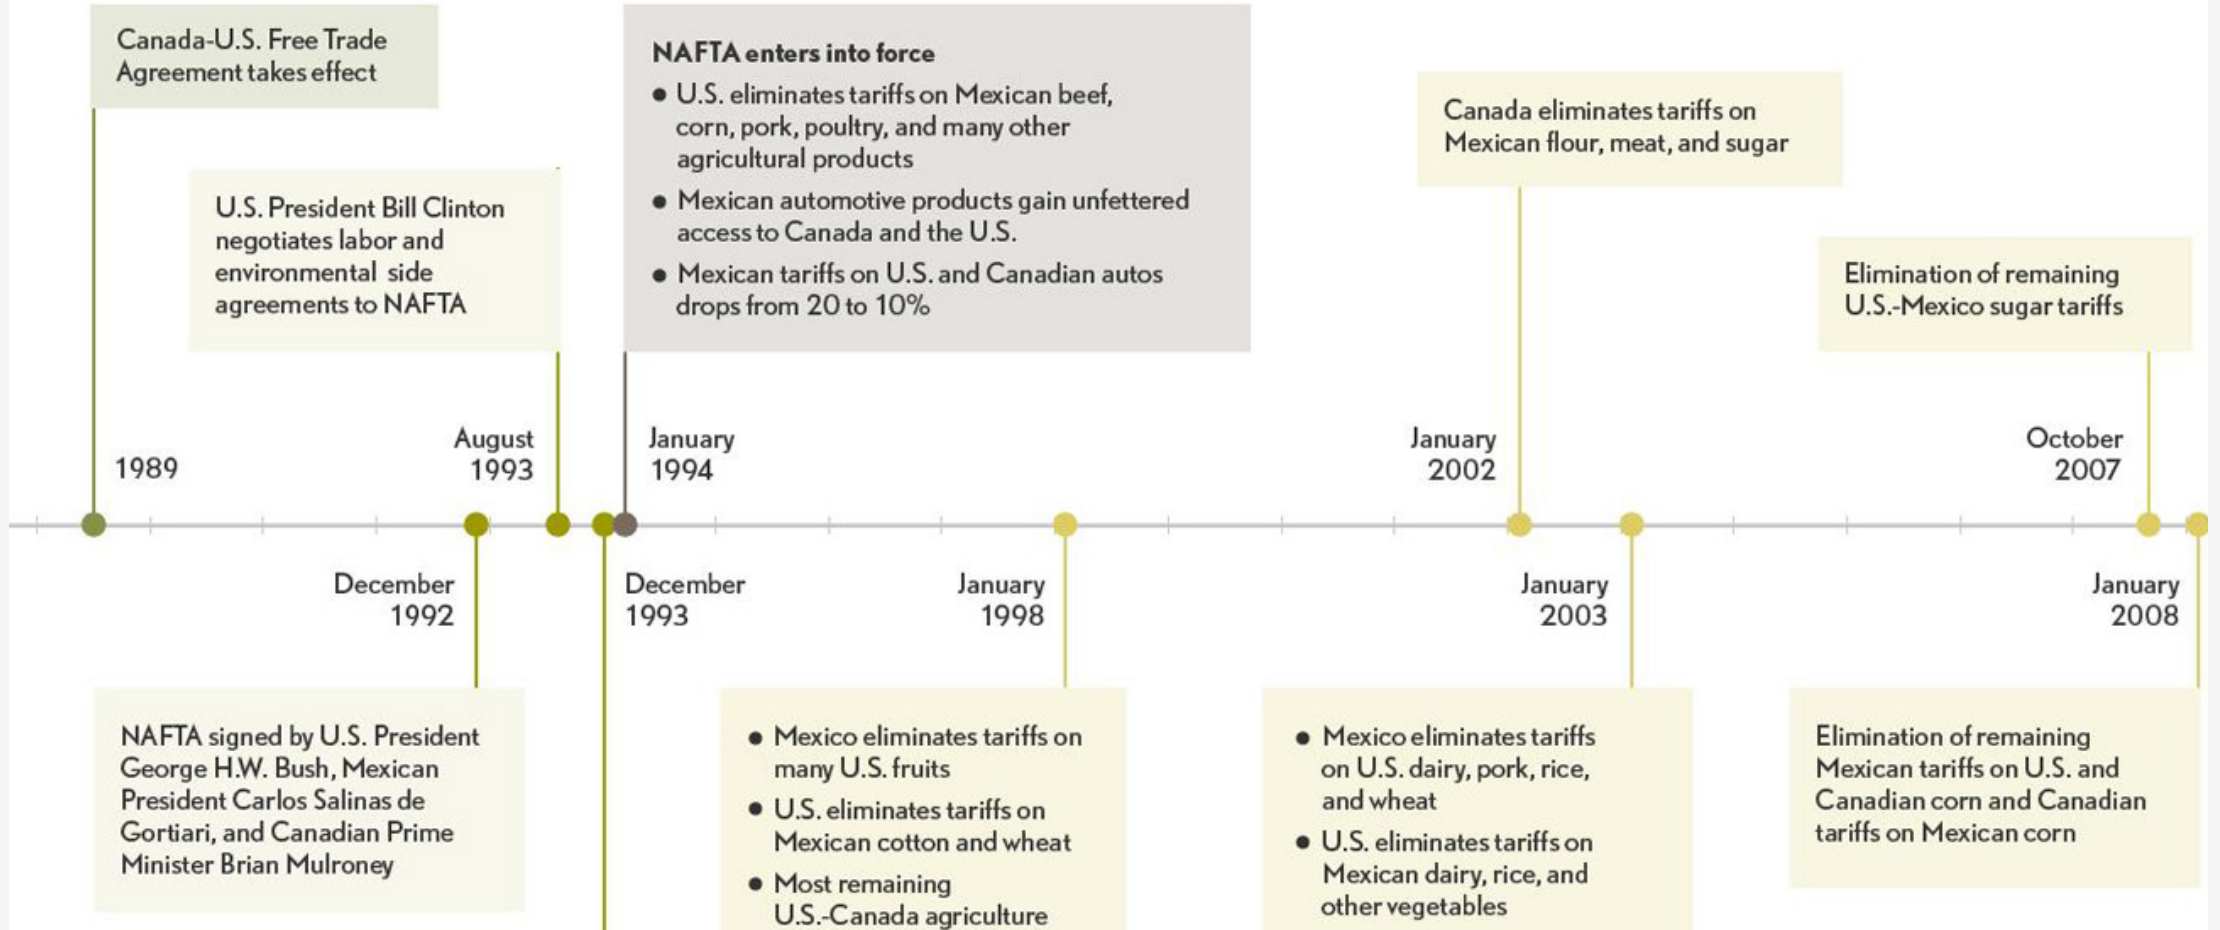 Canada-U.S. Free Trade
Agreement takes effect
U.S. President Bill Clinton
negotiates labor and
environmental side
agreements to NAFTA
NAFTA enters into force
● U.S. eliminates tariffs on Mexican beef,
corn, pork, poultry, and many other
agricultural products
● Mexican automotive products gain unfettered
access to Canada and the U.S.
● Mexican tariffs on U.S. and Canadian autos
drops from 20 to 10%
Canada eliminates tariffs on
Mexican flour, meat, and sugar
Elimination of remaining
U.S.-Mexico sugar tariffs
1989
August
1993
January
1994
January
2002
October
2007
December
1992
December
1993
January
1998
January
2003
January
2008
NAFTA signed by U.S. President
George H.W. Bush, Mexican
President Carlos Salinas de
Gortiari, and Canadian Prime
Minister Brian Mulroney
● Mexico eliminates tariffs on
many U.S. fruits
● U.S. eliminates tariffs on
Mexican cotton and wheat
● Most remaining
U.S.-Canada agriculture
● Mexico eliminates tariffs
on U.S. dairy, pork, rice,
and wheat
● U.S. eliminates tariffs on
Mexican dairy, rice, and
other vegetables
Elimination of remaining
Mexican tariffs on U.S. and
Canadian corn and Canadian
tariffs on Mexican corn